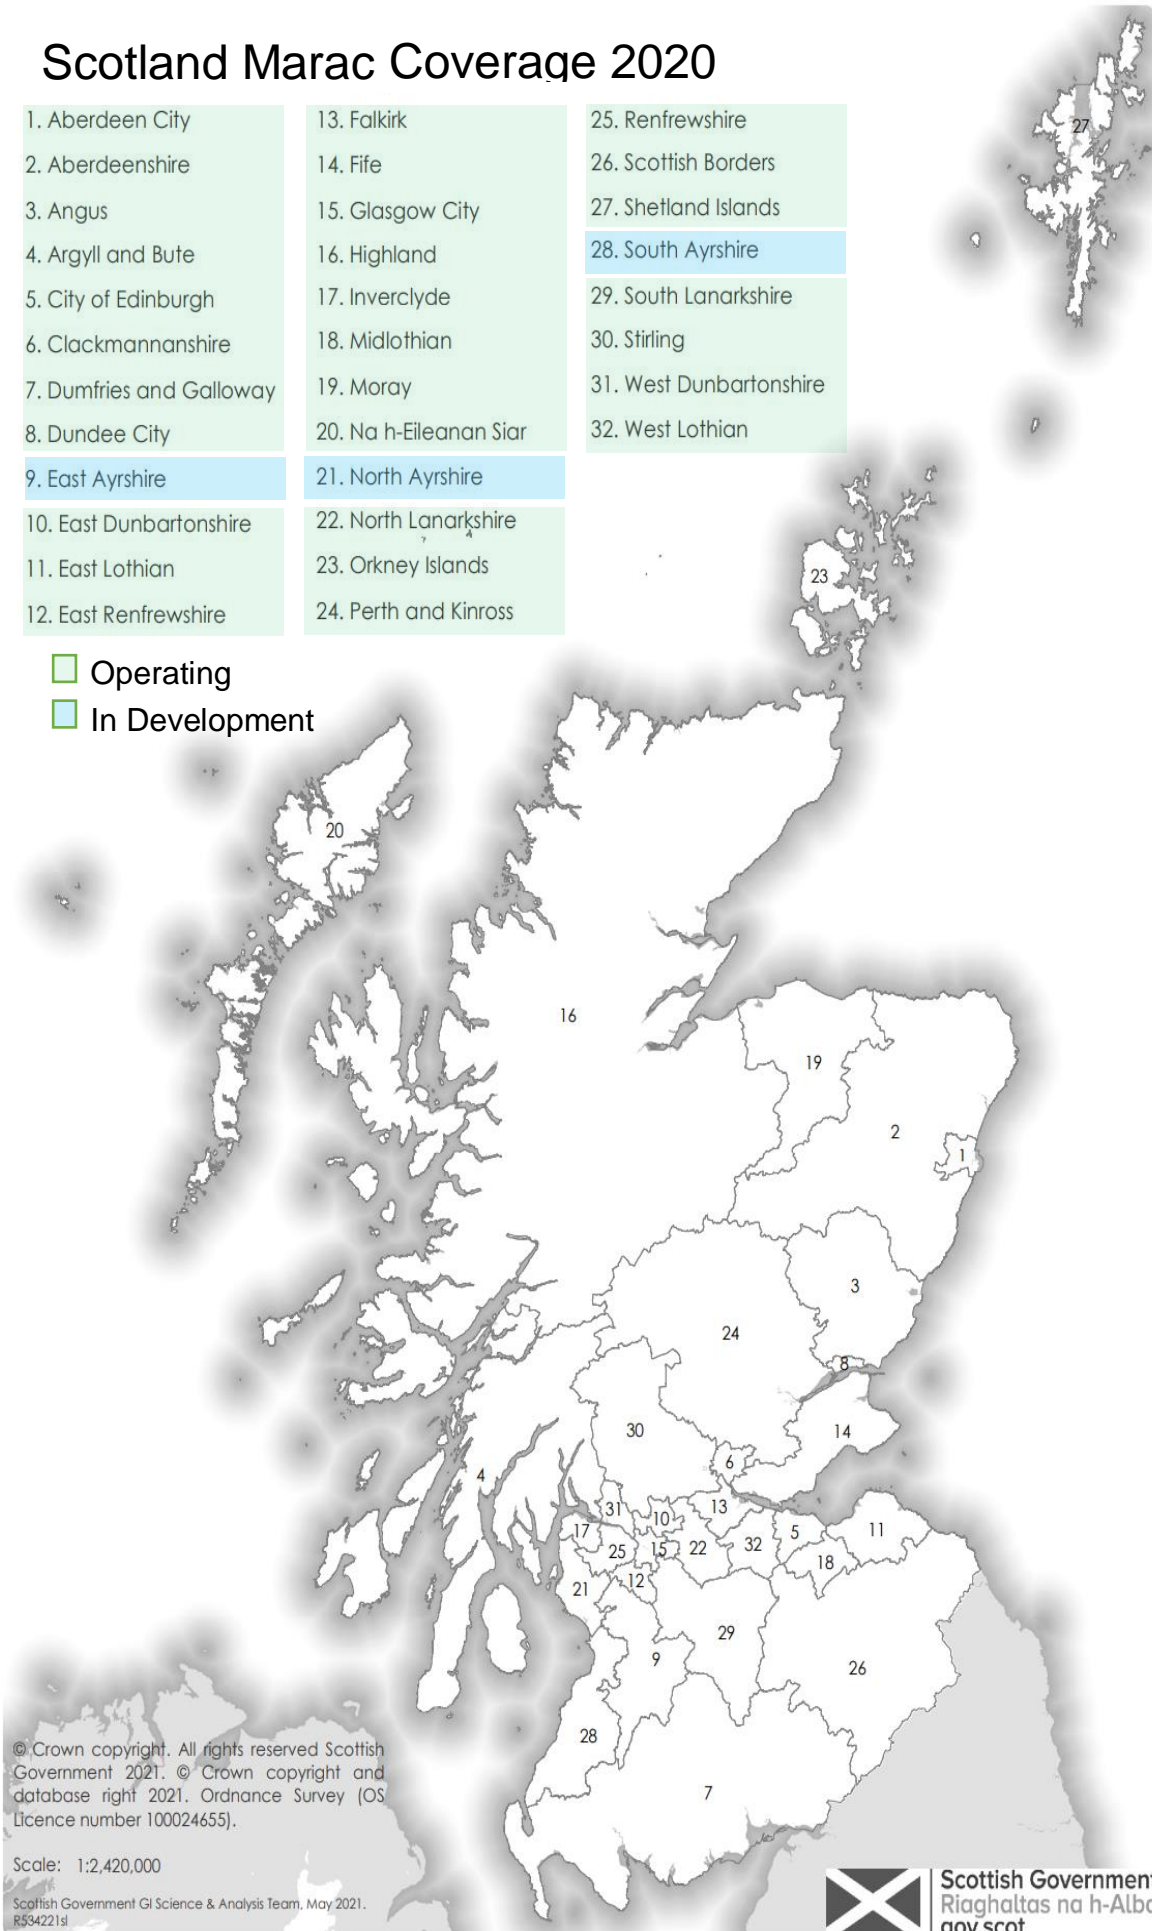 Scotland Marac Coverage 2020
1. Aberdeen City
2. Aberdeenshire
3. Angus
4. Argyll and Bute
5. City of Edinburgh
6. Clackmannanshire
7. Dumfries and Galloway
8. Dundee City
9. East Ayrshire
10. East Dunbartonshire
11. East Lothian
12. East Renfrewshire
13. Falkirk
14. Fife
15. Glasgow City
16. Highland
17. Inverclyde
18. Midlothian
19. Moray
20. Na h-Eileanan Siar
21. North Ayrshire
22. North Lanarkshire
23. Orkney Islands
24. Perth and Kinross
25. Renfrewshire
26. Scottish Borders
27. Shetland Islands
28. South Ayrshire
29. South Lanarkshire
30. Stirling
31. West Dunbartonshire
32. West Lothian
Operating
In Development
27
23
20
16
19
2
1
3
24
8
30
14
6
4
31
13
10
17
5
11
25
15
22
32
18
21
12
29
9
26
28
7
© Crown copyright. All rights reserved Scottish
Government 2021. © Crown copyright and
database right 2021. Ordnance Survey (OS
Licence number 100024655).
Scale: 1:2,420,000
Scottish Government GI Science & Analysis Team, May 2021.
R534221sl
Scottish Government
Riaghaltas na h-Alba
gov.scot